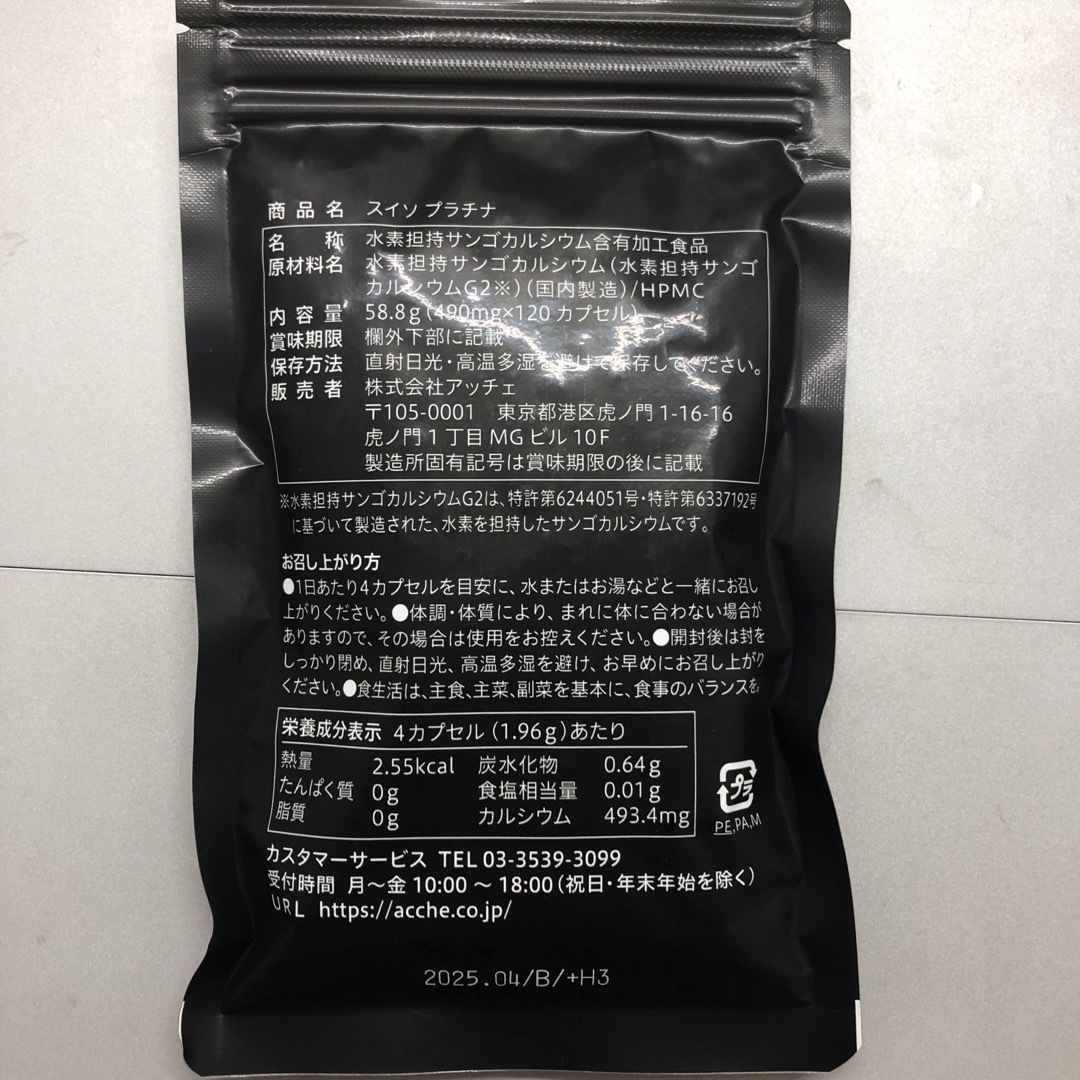 商品名 スイソ プラチナ
名称 水素担持サンゴカルシウム含有加工食品
原材料名 水素担持サンゴカルシウム(水素担持サンゴ
カルシウムG2※)(国内製造)/HPMC
内容量 58.8g(490mg×120 カプセル)
賞味期限 欄外下部に記載
保存方法 直射日光・高温多湿を避けて保存してください。
販売者 株式会社アッチェ
〒105-0001 東京都港区虎ノ門1-16-16
虎ノ門1丁目MGビル10F
製造所固有記号は賞味期限の後に記載
※水素担持サンゴカルシウムG2は、特許第6244051号・特許第6337192号
に基づいて製造された、水素を担持したサンゴカルシウムです。
お召し上がり方
●1日あたり4カプセルを目安に、水またはお湯などと一緒にお召し
上がりください。●体調・体質により、まれに体に合わない場合が
ありますので、その場合は使用をお控えください。●開封後は封を
しっかり閉め、直射日光、高温多湿を避け、お早めにお召し上がり
ください。●食生活は、主食、主菜、副菜を基本に、食事のバランスを。
栄養成分表示 4カプセル(1.96g)あたり
熱量 2.55kcal 炭水化物 0.64g
たんぱく質 0g 食塩相当量 0.01g
脂質 0g カルシウム 493.4mg
プラ
PE,PA,M
カスタマーサービス TEL 03-3539-3099
受付時間 月〜金 10:00 〜 18:00(祝日・年末年始を除く)
URL https://acche.co.jp/
2025.04/B/+H3